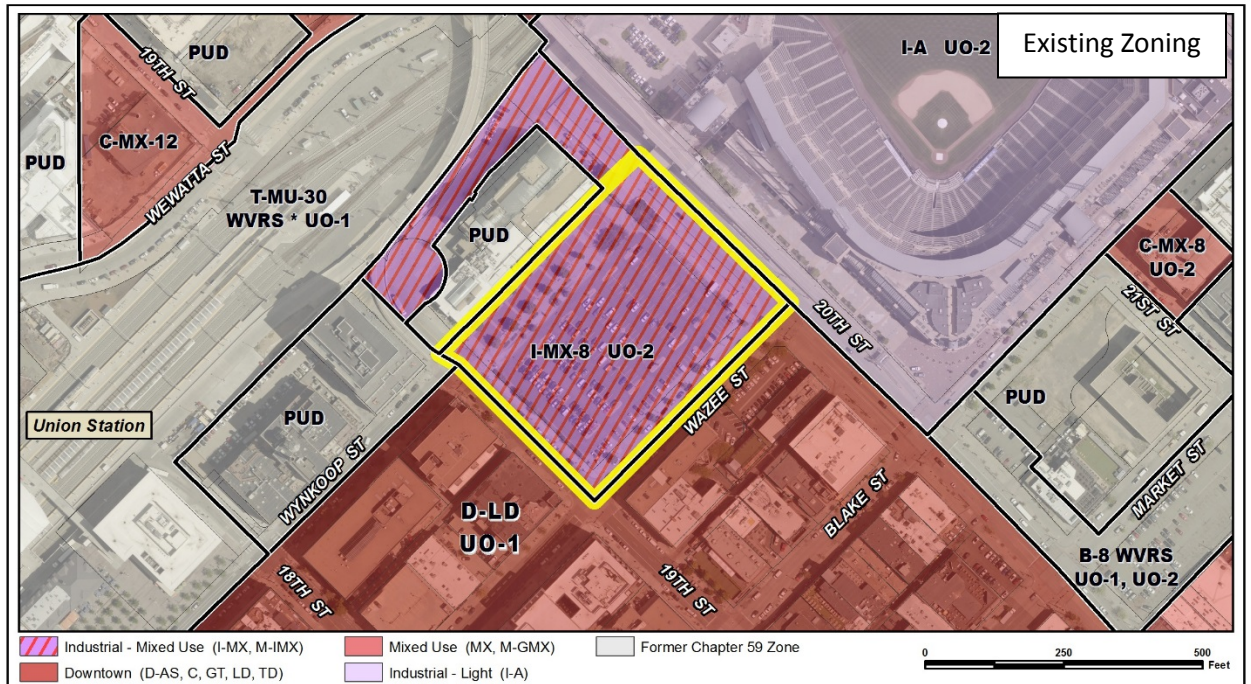 Existing Zoning
I-A UO-2
PUD
19TH ST
C-MX-12
PUD
WEWATTA ST
T-MU-30
WVRS * UO-1
PUD
C-MX-8
UO-2
21ST ST
20TH ST
I-MX-8 UO-2
WAZEE ST
PUD
PUD
Union Station
WYNKOOP ST
MARKET ST
BLAKE ST
D-LD
UO-1
B-8 WVRS
UO-1, UO-2
18TH ST
19TH ST
Industrial - Mixed Use (I-MX, M-IMX)
Mixed Use (MX, M-GMX)
Former Chapter 59 Zone
Downtown (D-AS, C, GT, LD, TD)
Industrial - Light (I-A)
0 250 500
Feet